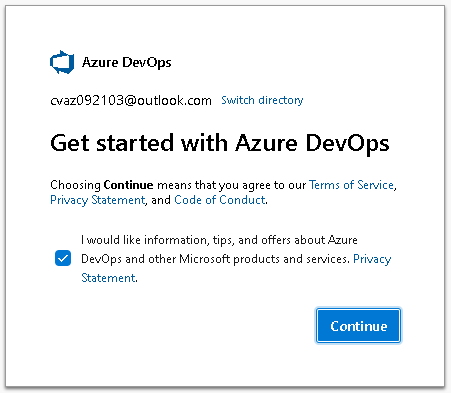 Azure DevOps
cvaz092103@outlook.com Switch directory
Get started with Azure DevOps
Choosing Continue means that you agree to our Terms of Service,
Privacy Statement, and Code of Conduct.
I would like information, tips, and offers about Azure
DevOps and other Microsoft products and services. Privacy
Statement.
Continue